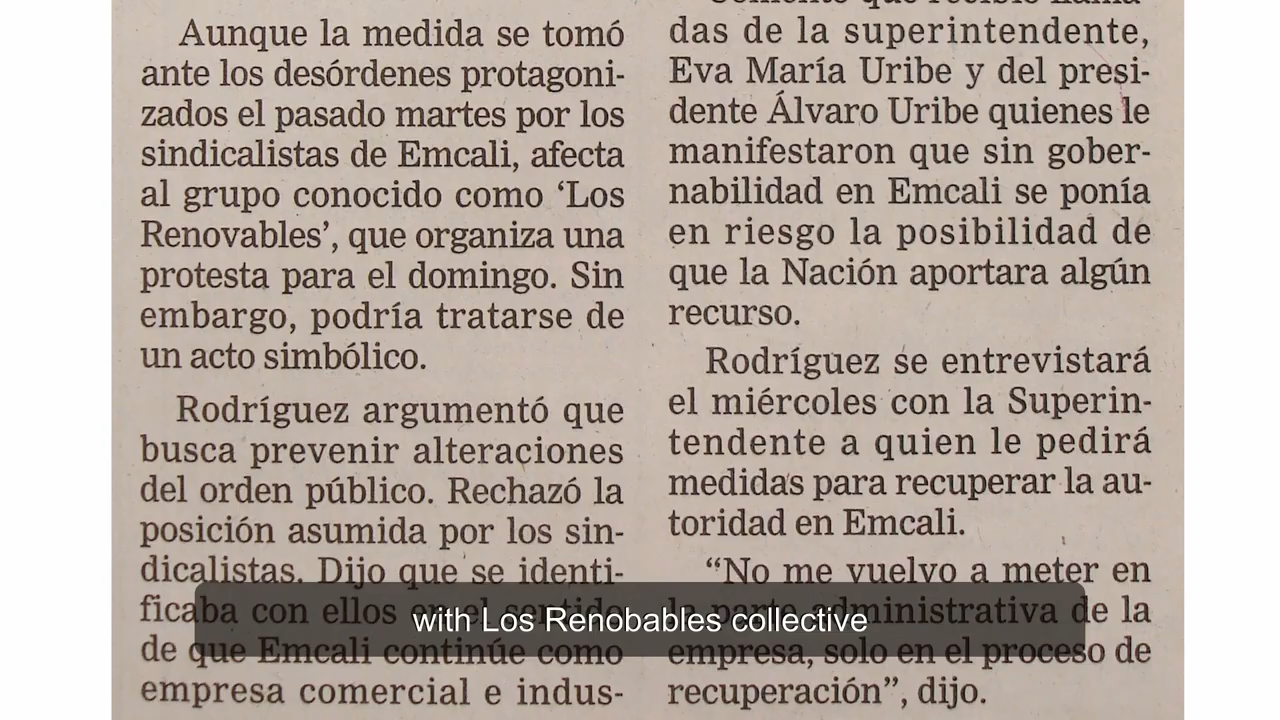 Aunque la medida se tomó
ante los desórdenes protagoni-
zados el pasado martes por los
sindicalistas de Emcali, afecta
al grupo conocido como ‘Los
Renovables’, que organiza una
protesta para el domingo. Sin
embargo, podría tratarse de
un acto simbólico.
Rodríguez argumentó que
busca prevenir alteraciones
del orden público. Rechazó la
posición asumida por los sin-
dicalistas. Dijo que se identi-
ficaba con ellos en el sentido
de que Emcali continúe como
empresa comercial e indus-
das de la superintendente,
Eva María Uribe y del presi-
dente Álvaro Uribe quienes le
manifestaron que sin gober-
nabilidad en Emcali se ponía
en riesgo la posibilidad de
que la Nación aportara algún
recurso.
Rodríguez se entrevistará
el miércoles con la Superin-
tendente a quien le pedirá
medidas para recuperar la au-
toridad en Emcali.
“No me vuelvo a meter en
la parte administrativa de la
empresa, solo en el proceso de
recuperación”, dijo.
with Los Renobables collective